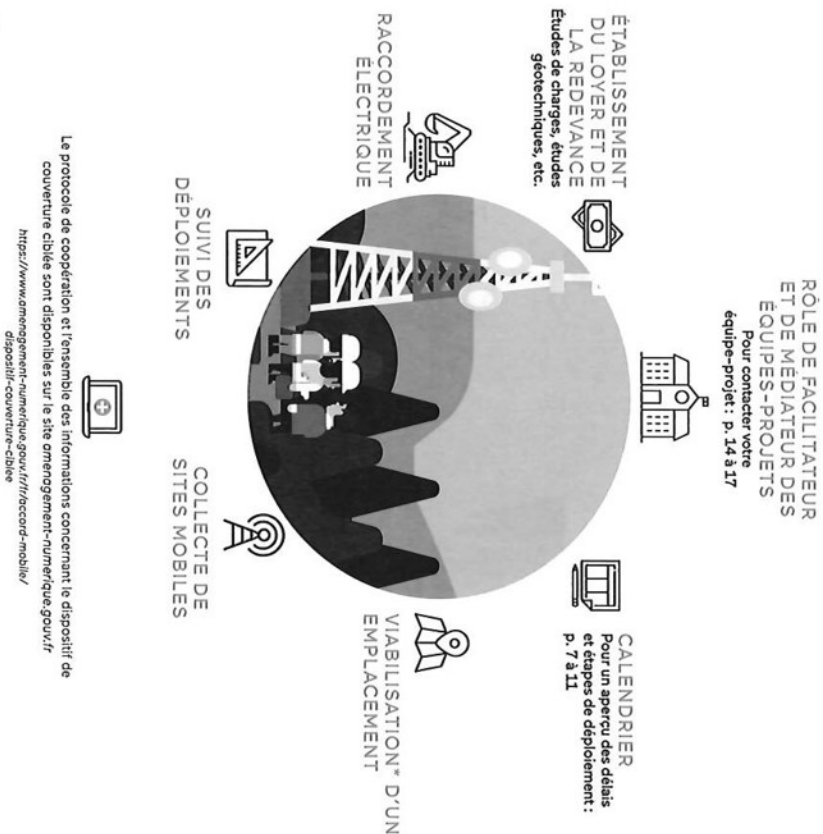 RÔLE DE FACILITATEUR
ET DE MÉDIATEUR DES
ÉQUIPES-PROJETS
Pour contacter votre
équipe-projet : p. 14 à 17
ÉTABLISSEMENT
DU LOYER ET DE
LA REDEVANCE
Études de charges, études
géotechniques, etc.
CALENDRIER
Pour un aperçu des délais
et étapes de déploiement :
p. 7 à 11
RACCORDEMENT
ÉLECTRIQUE
VIABILISATION* D'UN
EMPLACEMENT
SUIVI DES
DÉPLOIEMENTS
COLLECTE DE
SITES MOBILES
Le protocole de coopération et l'ensemble des informations concernant le dispositif de
couverture ciblée sont disponibles sur le site amenagement-numerique.gouv.fr
https://www.amenagement-numerique.gouv.fr/fr/accord-mobile/
dispositif-couverture-ciblee